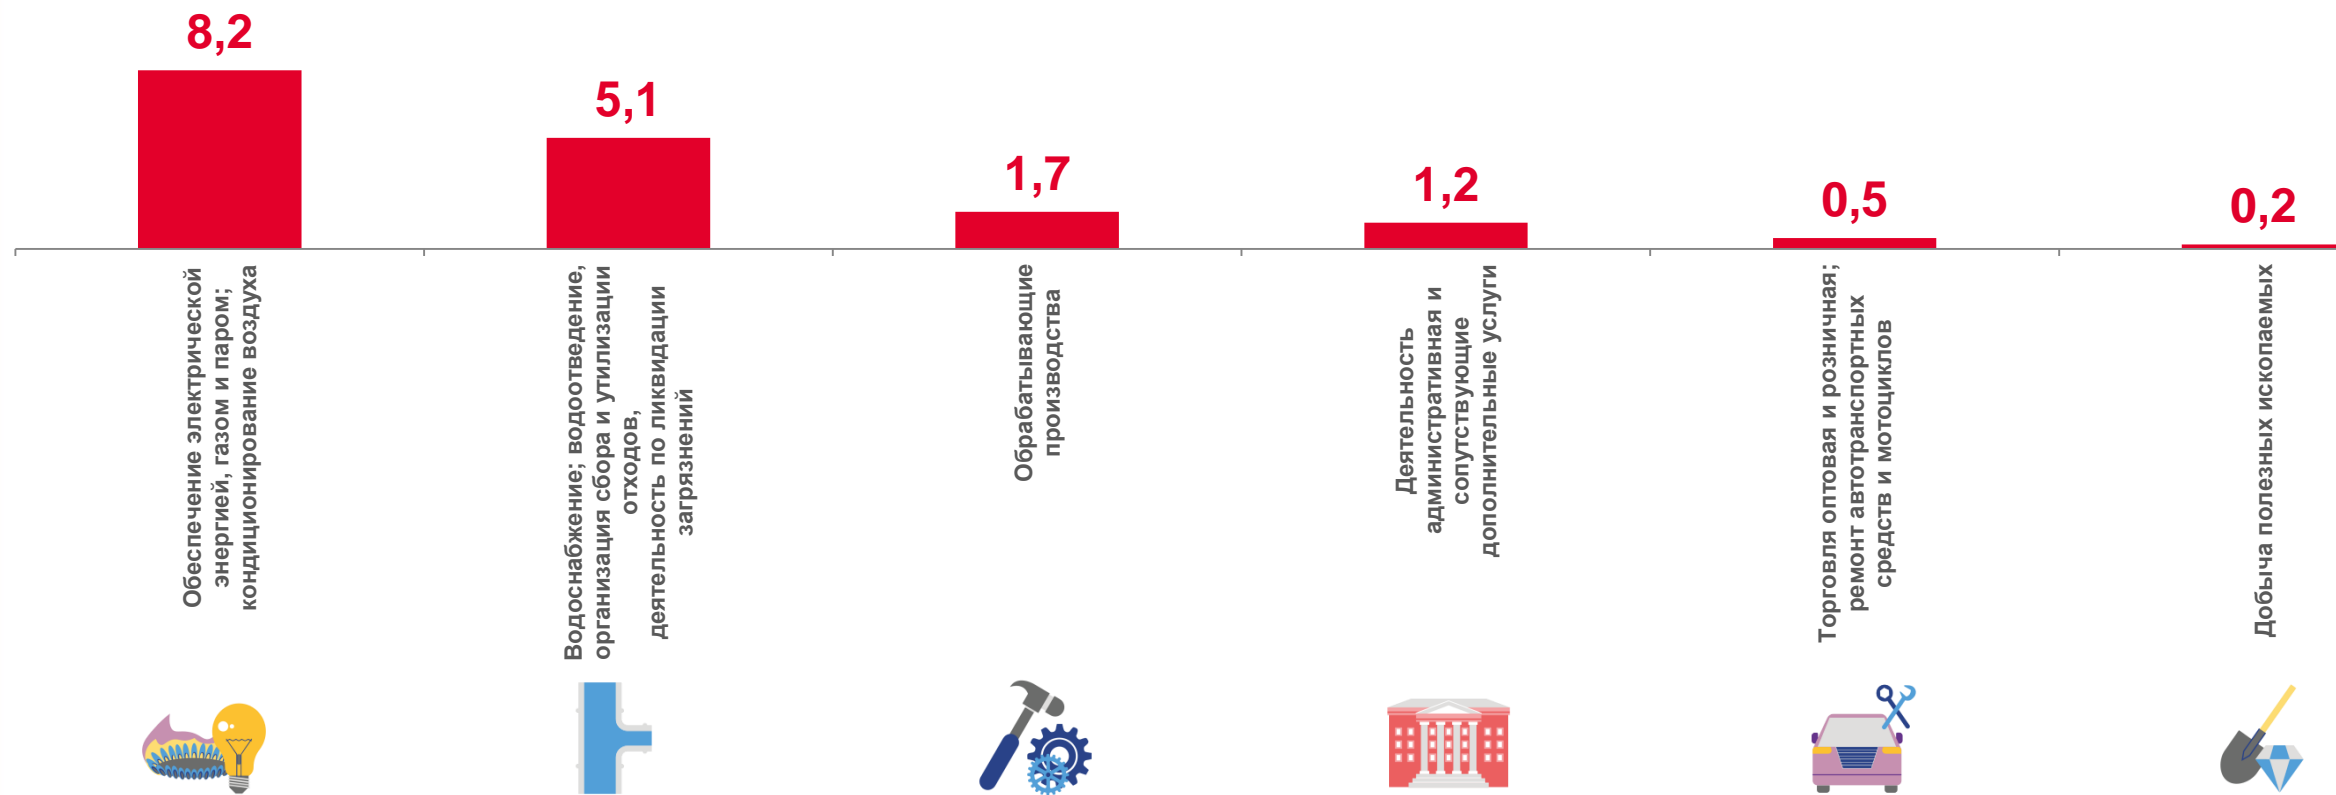 8,2
5,1
1,7
1,2
0,5
0,2
Обеспечение электрической
энергией, газом и паром;
кондиционирование воздуха
Водоснабжение; водоотведение,
организация сбора и утилизации
отходов,
деятельность по ликвидации
загрязнений
Обрабатывающие
производства
Деятельность
административная и
сопутствующие
дополнительные услуги
Торговля оптовая и розничная;
ремонт автотранспортных
средств и мотоциклов
Добыча полезных ископаемых